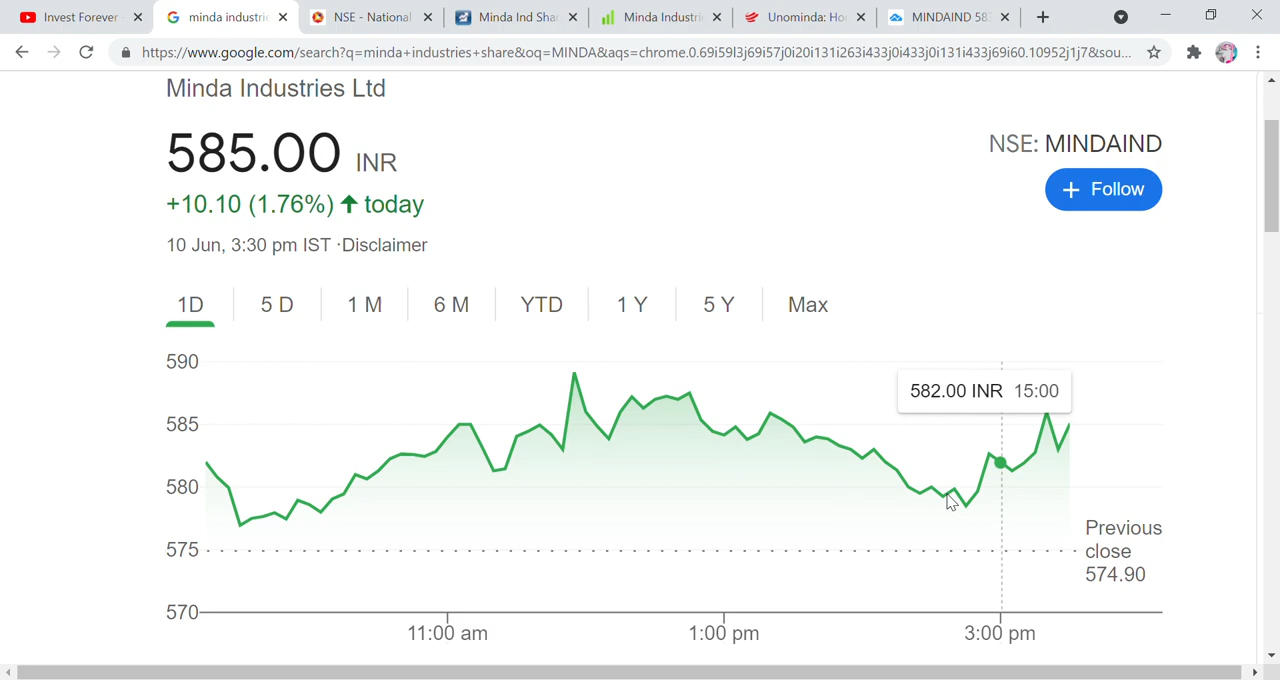 Invest Forever
minda industrie
NSE - National
Minda Ind Sha
Minda Industri
Unominda: Ho
MINDAIND 583
https://www.google.com/search?q=minda+industries+share&oq=MINDA&aqs=chrome.0.69i59l3j69i57j0i20i131i263i433j0i433j0i131i433j69i60.10952j1j7&sou...
Minda Industries Ltd
585.00 INR
NSE: MINDAIND
+ Follow
+10.10 (1.76%) ↑ today
10 Jun, 3:30 pm IST ·Disclaimer
1D 5 D 1 M 6 M YTD 1 Y 5 Y Max
590
582.00 INR 15:00
585
580
575
Previous
close
574.90
570
11:00 am 1:00 pm 3:00 pm